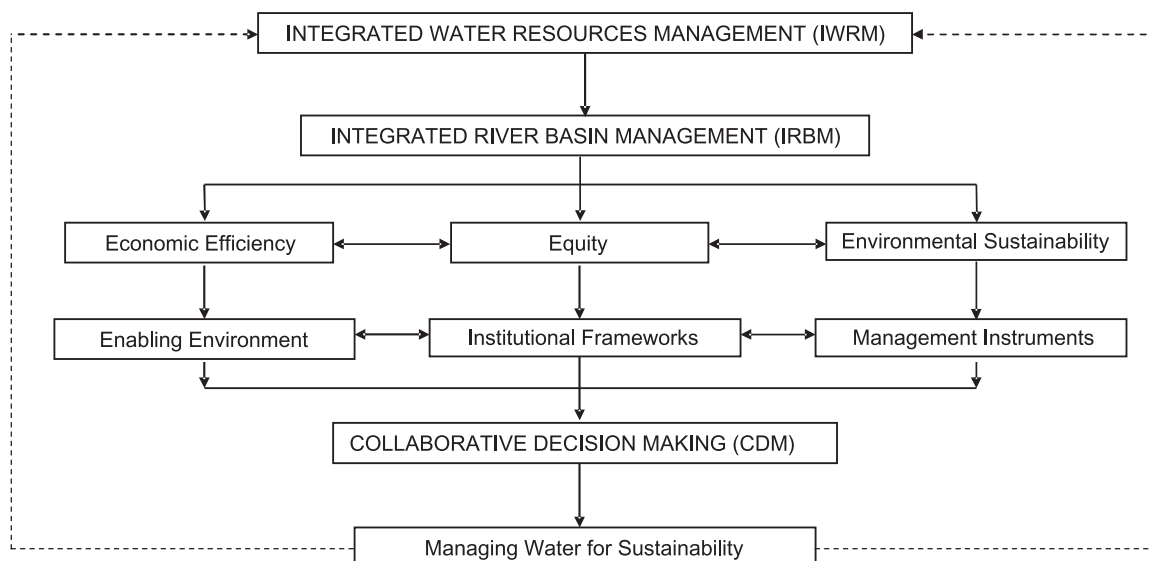 INTEGRATED WATER RESOURCES MANAGEMENT (IWRM)
INTEGRATED RIVER BASIN MANAGEMENT (IRBM)
Economic Efficiency
Equity
Environmental Sustainability
Enabling Environment
Institutional Frameworks
Management Instruments
COLLABORATIVE DECISION MAKING (CDM)
Managing Water for Sustainability